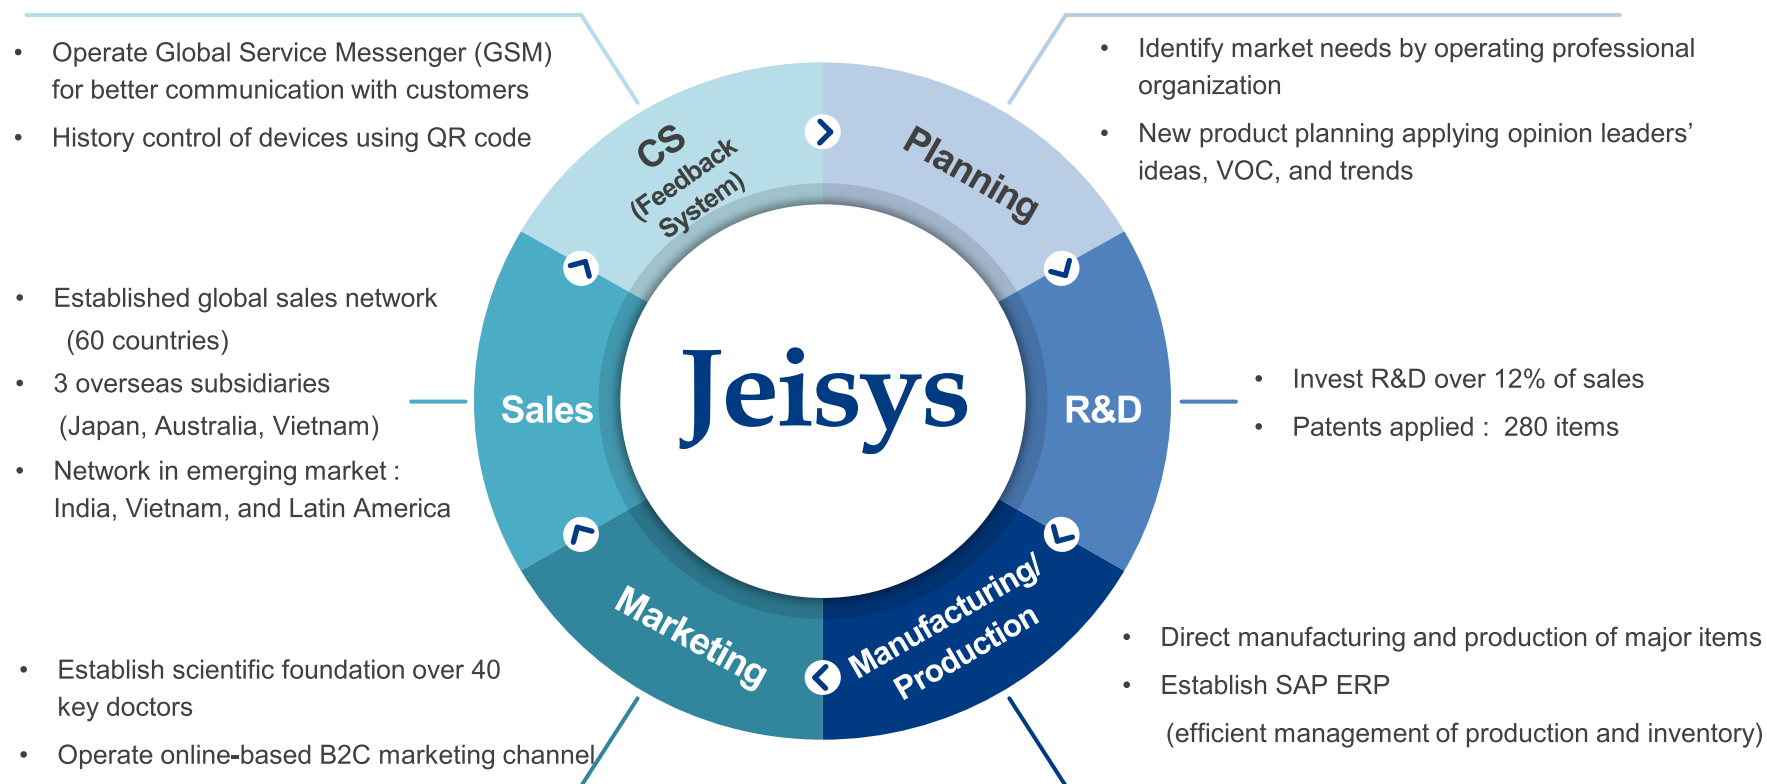 • Operate Global Service Messenger (GSM)
for better communication with customers
• History control of devices using QR code
• Identify market needs by operating professional
organization
• New product planning applying opinion leaders’
ideas, VOC, and trends
CS
(Feedback
System)
Planning
• Established global sales network
(60 countries)
• 3 overseas subsidiaries
(Japan, Australia, Vietnam)
• Network in emerging market :
India, Vietnam, and Latin America
Sales
Jeisys
R&D
• Invest R&D over 12% of sales
• Patents applied : 280 items
Marketing
Manufacturing/
Production
• Establish scientific foundation over 40
key doctors
• Operate online-based B2C marketing channel
• Direct manufacturing and production of major items
• Establish SAP ERP
(efficient management of production and inventory)